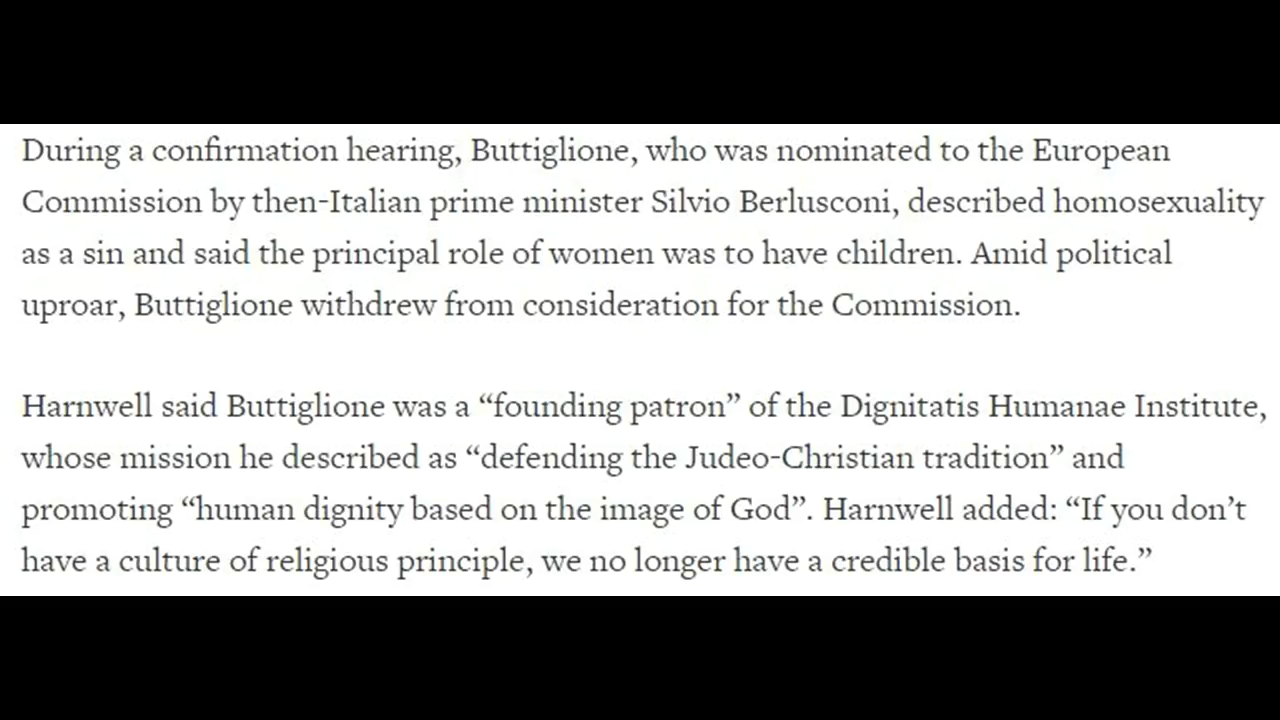 During a confirmation hearing, Buttiglione, who was nominated to the European
Commission by then-Italian prime minister Silvio Berlusconi, described homosexuality
as a sin and said the principal role of women was to have children. Amid political
uproar, Buttiglione withdrew from consideration for the Commission.
Harnwell said Buttiglione was a “founding patron” of the Dignitatis Humanae Institute,
whose mission he described as “defending the Judeo-Christian tradition” and
promoting “human dignity based on the image of God”. Harnwell added: “If you don’t
have a culture of religious principle, we no longer have a credible basis for life.”